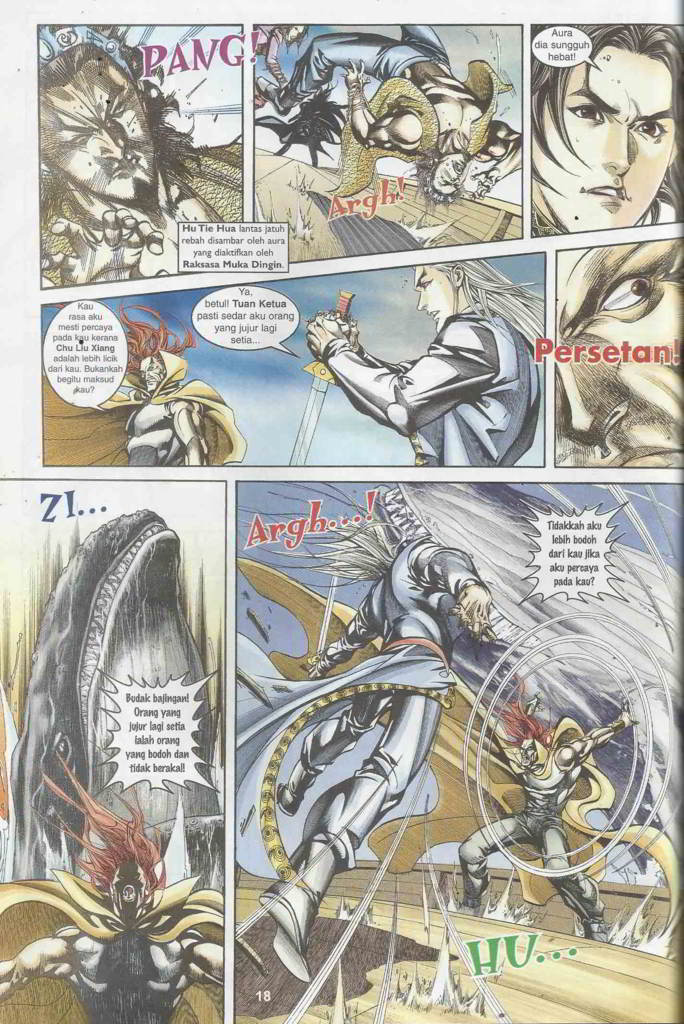 PANG!
Hu Tie Hua lantas jatuh
rebah disambar oleh aura
yang diaktifkan oleh
Raksasa Muka Dingin.
Argh!
Aura
dia sungguh
hebat!
Kau
rasa aku
mesti percaya
pada kau kerana
Chu Liu Xiang
adalah lebih licik
dari kau. Bukankah
begitu maksud
kau?
Ya,
betul! Tuan Ketua
pasti sedar aku orang
yang jujur lagi
setia...
Persetan!
ZI...
Budak bajingan!
Orang yang
jujur lagi setia
ialah orang
yang bodoh dan
tidak berakal!
Argh...!
Tidakkah aku
lebih bodoh
dari kau jika
aku percaya
pada kau?
HU...
18